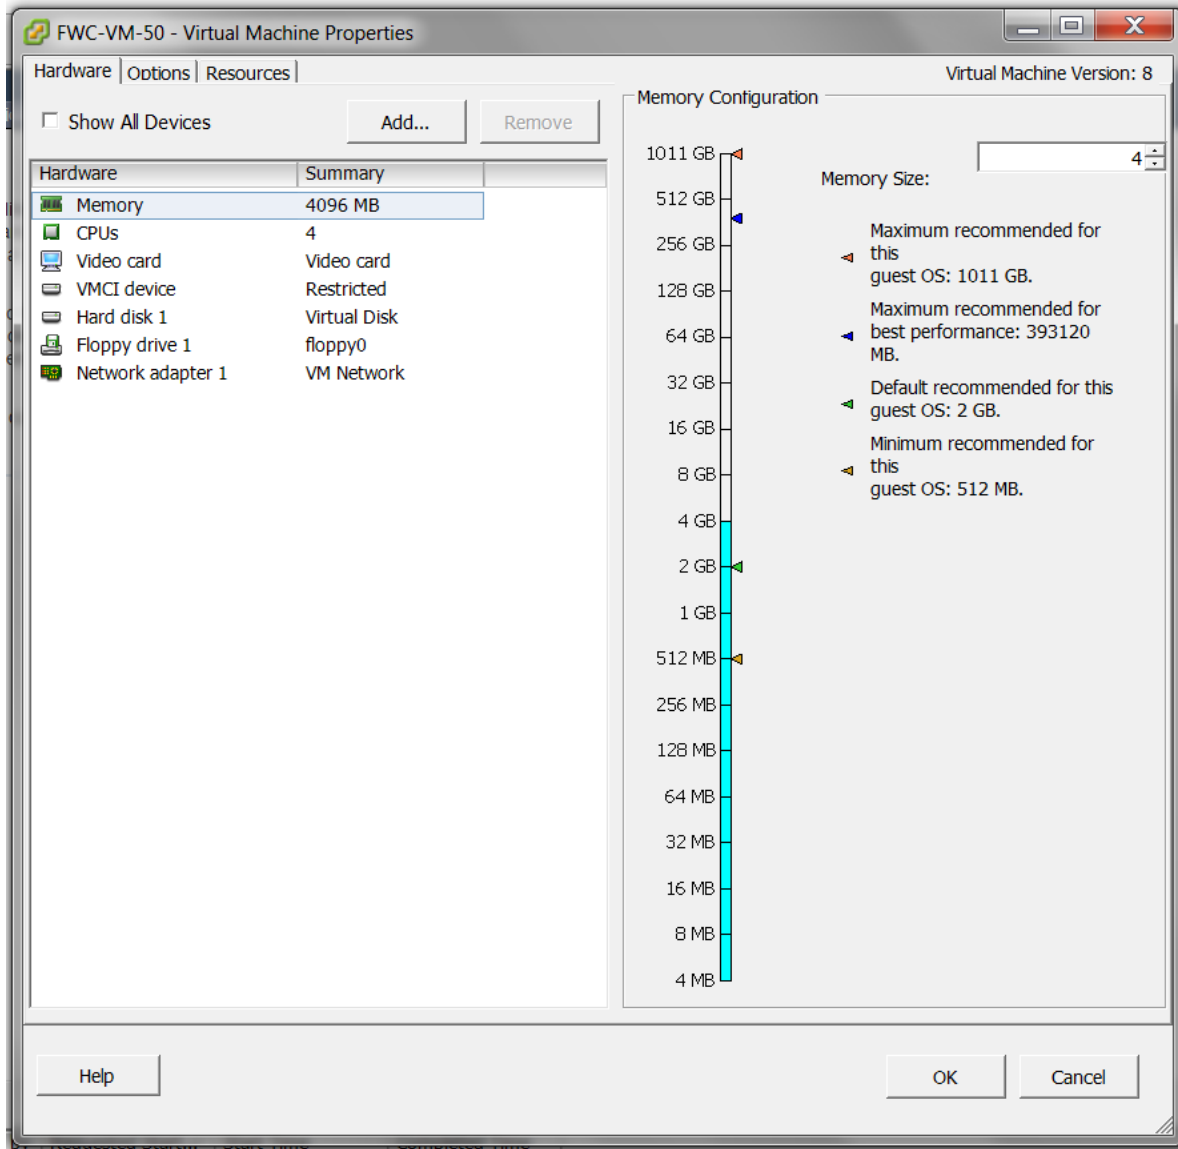 FWC-VM-50 - Virtual Machine Properties
Hardware Options Resources
Virtual Machine Version: 8
Show All Devices
Add...
Remove
Hardware Summary
Memory 4096 MB
CPUs 4
Video card Video card
VMCI device Restricted
Hard disk 1 Virtual Disk
Floppy drive 1 floppy0
Network adapter 1 VM Network
Memory Configuration
1011 GB
512 GB
256 GB
128 GB
64 GB
32 GB
16 GB
8 GB
4 GB
2 GB
1 GB
512 MB
256 MB
128 MB
64 MB
32 MB
16 MB
8 MB
4 MB
4
Memory Size:
Maximum recommended for
this
guest OS: 1011 GB.
Maximum recommended for
best performance: 393120
MB.
Default recommended for this
guest OS: 2 GB.
Minimum recommended for
this
guest OS: 512 MB.
Help
OK
Cancel